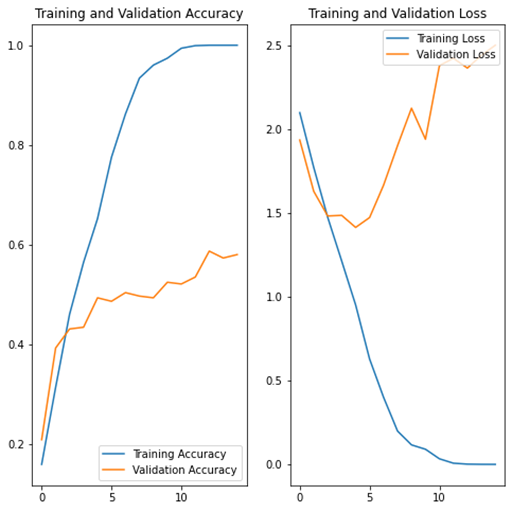 Training and Validation Accuracy
1.0
0.8
0.6
0.4
0.2
0
5
10
Training Accuracy
Validation Accuracy
Training and Validation Loss
2.5
2.0
1.5
1.0
0.5
0.0
0
5
10
Training Loss
Validation Loss